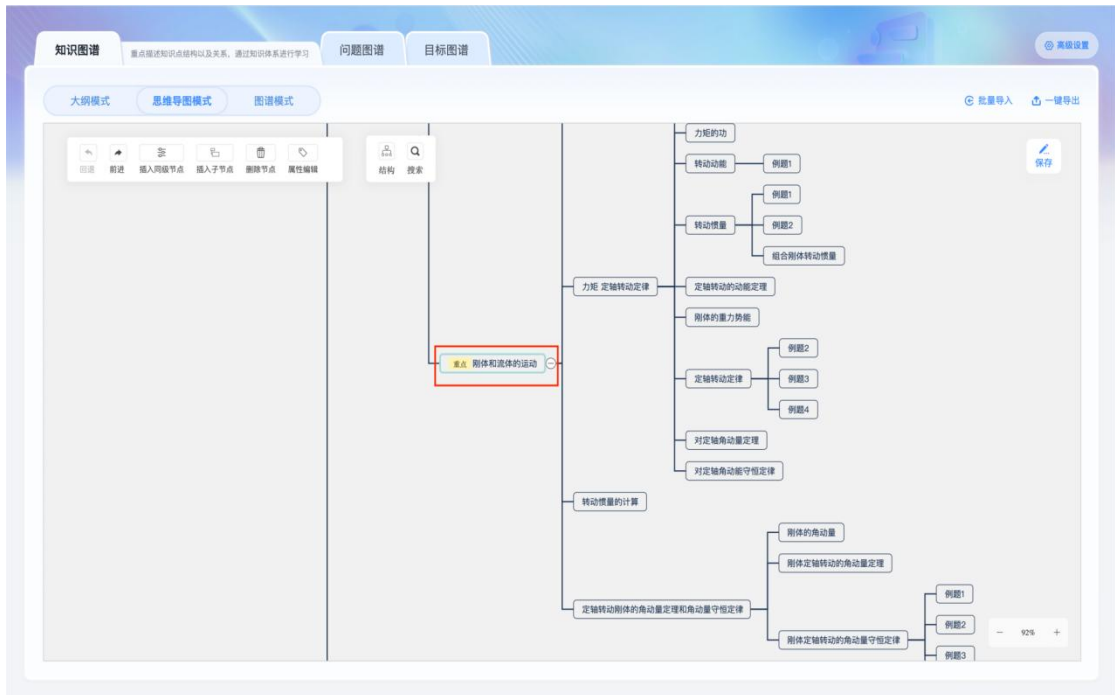 知识图谱
重点描述知识点结构以及关系，通过知识体系进行学习
问题图谱
目标图谱
高级设置
大纲模式
思维导图模式
图谱模式
批量导入
一键导出
回退
前进
插入同级节点
插入子节点
删除节点
属性编辑
结构
搜索
保存
力矩的功
转动动能
例题1
例题1
转动惯量
例题2
组合刚体转动惯量
力矩 定轴转动定律
定轴转动的动能定理
刚体的重力势能
重点 刚体和流体的运动
例题2
定轴转动定律
例题3
例题4
对定轴角动量定理
对定轴角动能守恒定律
转动惯量的计算
刚体的角动量
刚体定轴转动的角动量定理
定轴转动刚体的角动量定理和角动量守恒定律
例题1
例题2
刚体定轴转动的角动量守恒定律
例题3
− 92% +